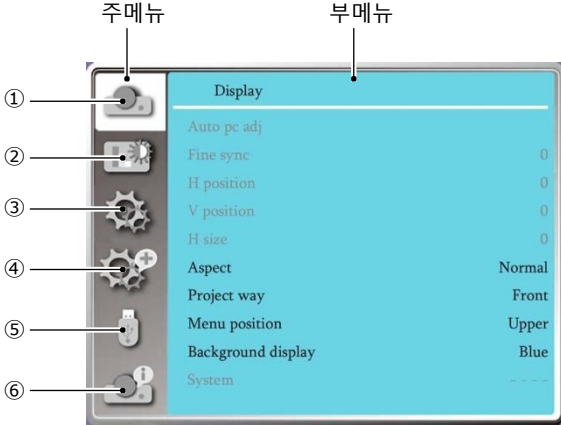 주메뉴 부메뉴
① Display
Auto pc adj
② Fine sync 0
H position 0
③ V position 0
H size 0
④ Aspect Normal
Project way Front
⑤ Menu position Upper
Background display Blue
⑥ System - - - -